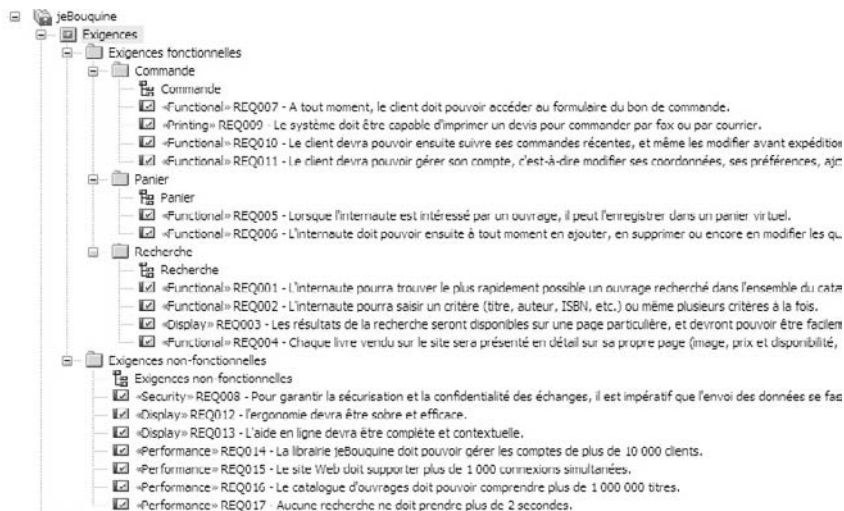 jeBouquine
Exigences
Exigences fonctionnelles
Commande
Commande
«Functional» REQ007 - A tout moment, le client doit pouvoir accéder au formulaire du bon de commande.
«Printing» REQ009 - Le système doit être capable d'imprimer un devis pour commander par fax ou par courrier.
«Functional» REQ010 - Le client devra pouvoir ensuite suivre ses commandes récentes, et même les modifier avant expédition
«Functional» REQ011 - Le client devra pouvoir gérer son compte, c'est-à-dire modifier ses coordonnées, ses préférences, ajo
Panier
Panier
«Functional» REQ005 - Lorsque l'internaute est intéressé par un ouvrage, il peut l'enregistrer dans un panier virtuel.
«Functional» REQ006 - L'internaute doit pouvoir ensuite à tout moment en ajouter, en supprimer ou encore en modifier les qu
Recherche
Recherche
«Functional» REQ001 - L'internaute pourra trouver le plus rapidement possible un ouvrage recherché dans l'ensemble du cata
«Functional» REQ002 - L'internaute pourra saisir un critère (titre, auteur, ISBN, etc.) ou même plusieurs critères à la fois.
«Display» REQ003 - Les résultats de la recherche seront disponibles sur une page particulière, et devront pouvoir être facilem
«Functional» REQ004 - Chaque livre vendu sur le site sera présenté en détail sur sa propre page (image, prix et disponibilité,
Exigences non-fonctionnelles
Exigences non-fonctionnelles
«Security» REQ008 - Pour garantir la sécurisation et la confidentialité des échanges, il est impératif que l'envoi des données se fas
«Display» REQ012 - l'ergonomie devra être sobre et efficace.
«Display» REQ013 - L'aide en ligne devra être complète et contextuelle.
«Performance» REQ014 - La librairie jeBouquine doit pouvoir gérer les comptes de plus de 10 000 clients.
«Performance» REQ015 - Le site Web doit supporter plus de 1 000 connexions simultanées.
«Performance» REQ016 - Le catalogue d'ouvrages doit pouvoir comprendre plus de 1 000 000 titres.
«Performance» REQ017 - Aucune recherche ne doit prendre plus de 2 secondes.